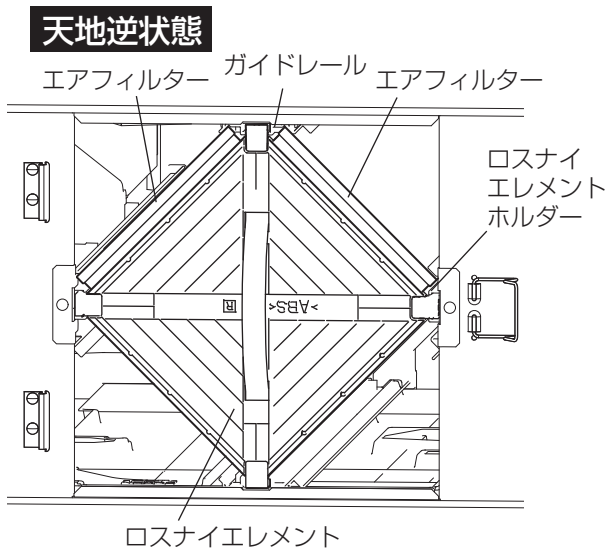 天地逆状態
エアフィルター
ガイドレール
エアフィルター
ロスナイ
エレメント
ホルダー
R
>ABS<
ロスナイエレメント